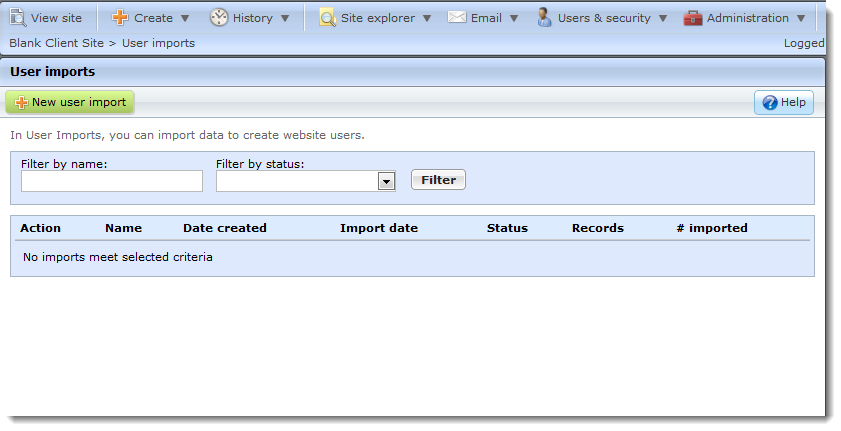 View site Create History Site explorer Email Users & security Administration
Blank Client Site > User imports Logged
User imports
New user import Help
In User Imports, you can import data to create website users.
Filter by name: Filter by status:
Filter
Action Name Date created Import date Status Records # imported
No imports meet selected criteria